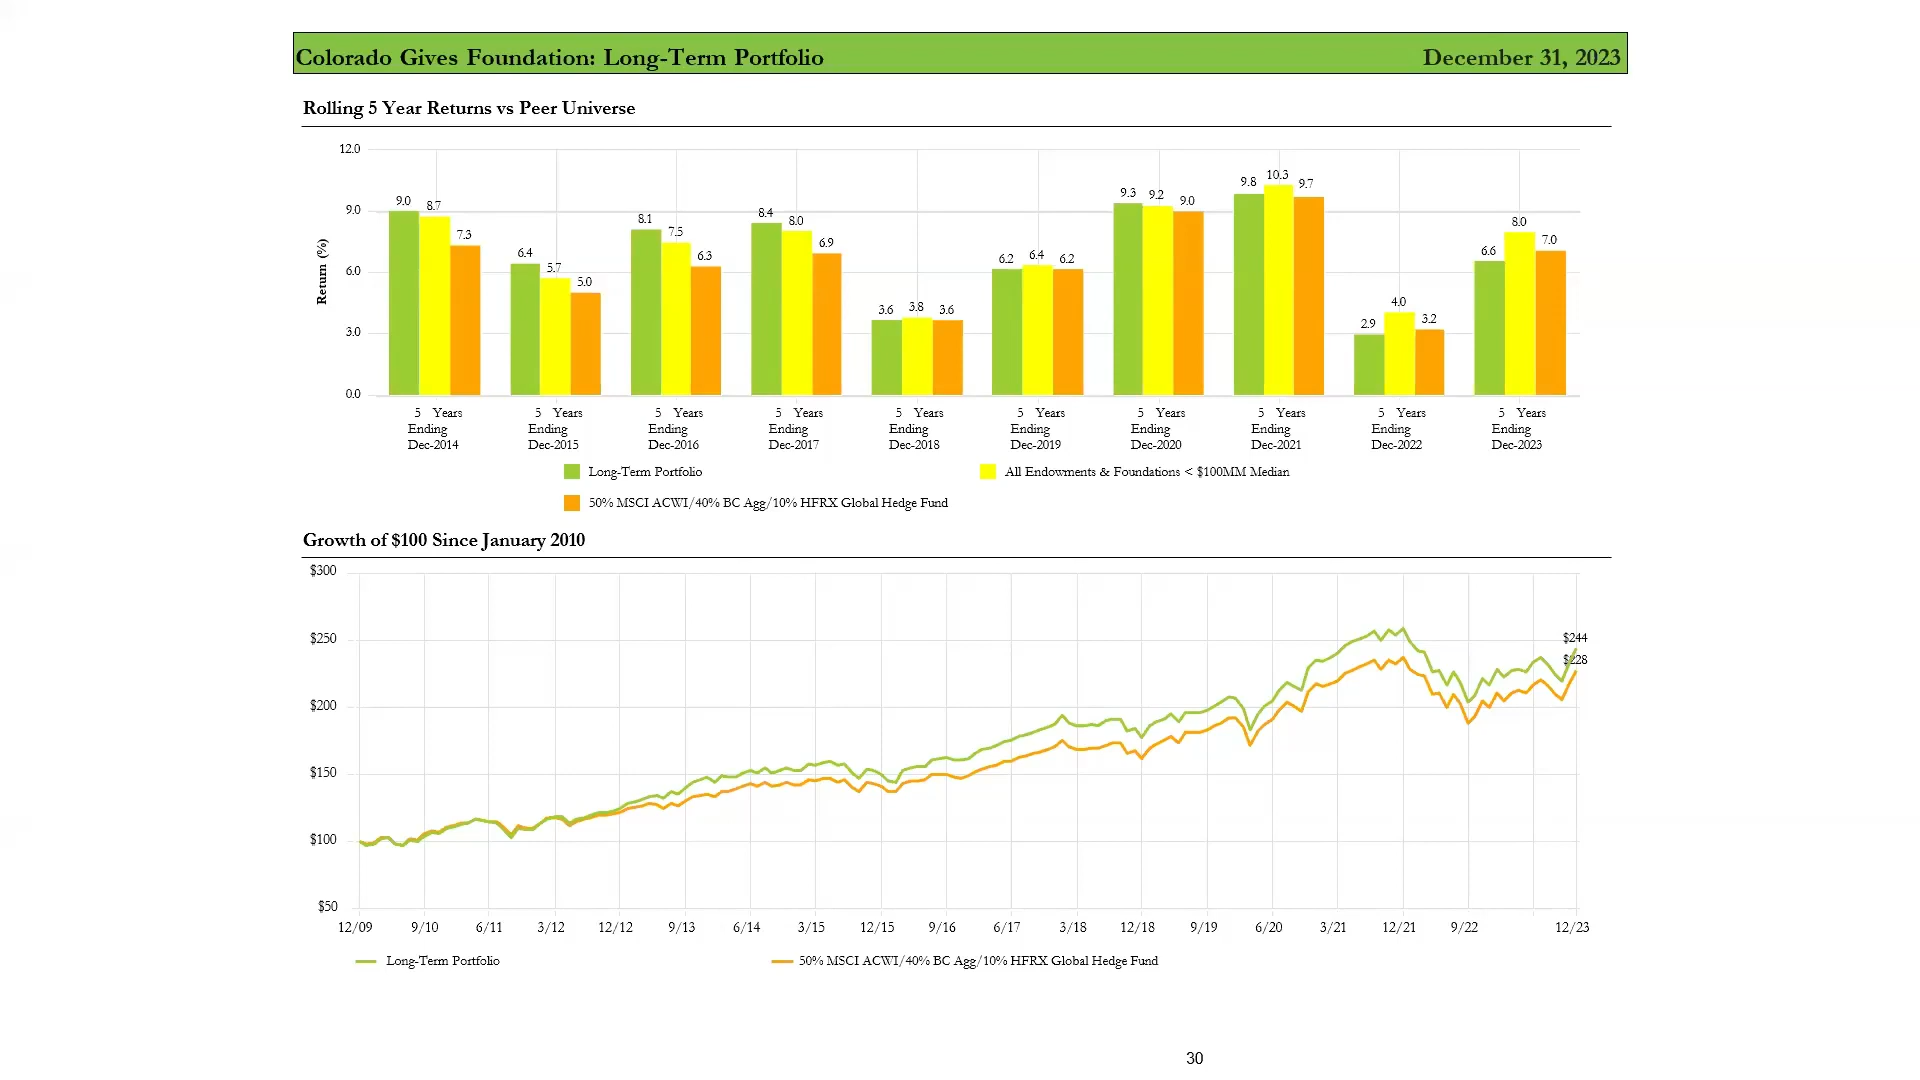 Colorado Gives Foundation: Long-Term Portfolio December 31, 2023
Rolling 5 Year Returns vs Peer Universe
12.0
9.0
6.0
3.0
0.0
Return (%)
9.0 8.7 7.3
6.4 5.7 5.0
8.1 7.5 6.3
8.4 8.0 6.9
3.6 3.8 3.6
6.2 6.4 6.2
9.3 9.2 9.0
9.8 10.3 9.7
2.9 4.0 3.2
6.6 8.0 7.0
5 Years 5 Years 5 Years 5 Years 5 Years 5 Years 5 Years 5 Years 5 Years 5 Years
Ending Ending Ending Ending Ending Ending Ending Ending Ending Ending
Dec-2014 Dec-2015 Dec-2016 Dec-2017 Dec-2018 Dec-2019 Dec-2020 Dec-2021 Dec-2022 Dec-2023
Long-Term Portfolio All Endowments & Foundations < $100MM Median
50% MSCI ACWI/40% BC Agg/10% HFRX Global Hedge Fund
Growth of $100 Since January 2010
$300
$250
$200
$150
$100
$50
$244
$228
12/09 9/10 6/11 3/12 12/12 9/13 6/14 3/15 12/15 9/16 6/17 3/18 12/18 9/19 6/20 3/21 12/21 9/22 12/23
Long-Term Portfolio 50% MSCI ACWI/40% BC Agg/10% HFRX Global Hedge Fund
30